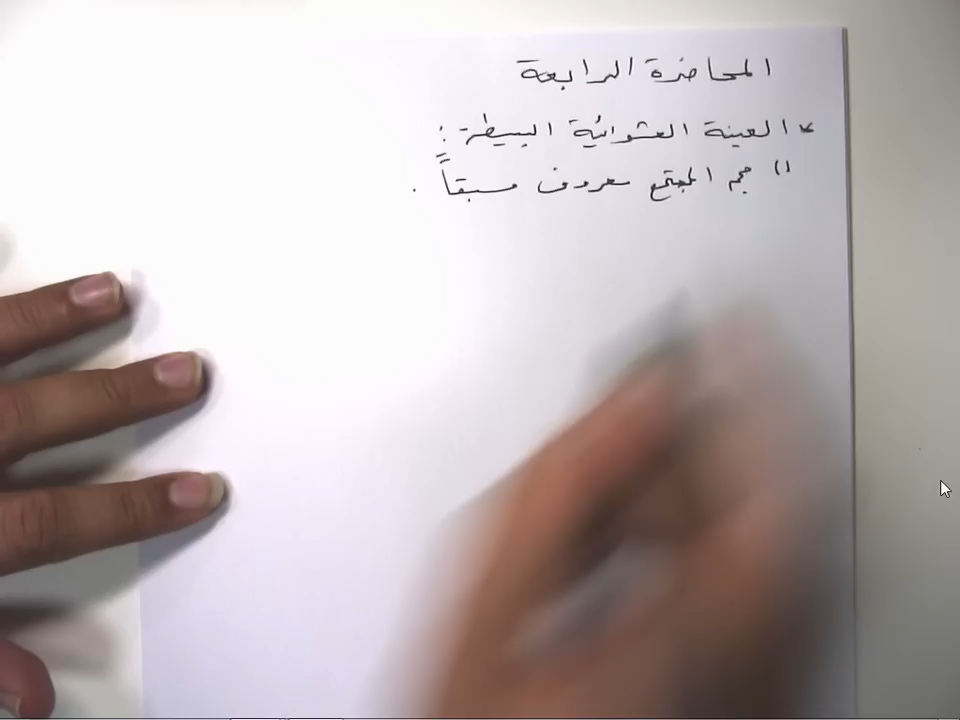 المحاضرة الرابعة
* العينة العشوائية البسيطة :
1) حجم المجتمع معروف مسبقاً .